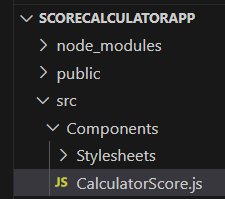 SCORECALCULATORAPP
node_modules
public
src
Components
Stylesheets
JS CalculatorScore.js